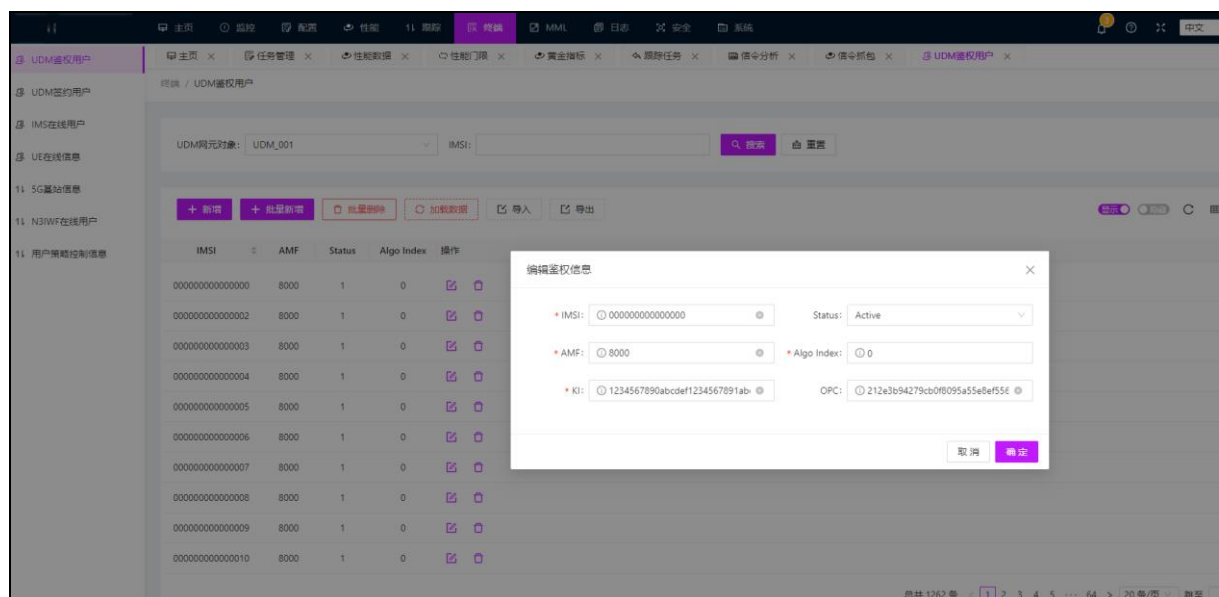 主页 监控 配置 性能 跟踪 终端 MML 日志 安全 系统 中文
UDM鉴权用户
UDM签约用户
IMS在线用户
UE在线信息
5G基站信息
N3IWF在线用户
用户策略控制信息
主页 任务管理 性能数据 性能门限 黄金指标 跟踪任务 信令分析 信令抓包 UDM鉴权用户
终端 / UDM鉴权用户
UDM网元对象: UDM_001 IMSI: 搜索 重置
+ 新增 + 批量新增 批量删除 加载数据 导入 导出 显示
IMSI AMF Status Algo Index 操作
000000000000000 8000 1 0
000000000000002 8000 1 0
000000000000003 8000 1 0
000000000000004 8000 1 0
000000000000005 8000 1 0
000000000000006 8000 1 0
000000000000007 8000 1 0
000000000000008 8000 1 0
000000000000009 8000 1 0
000000000000010 8000 1 0
总共 1262 条 < 1 2 3 4 5 ··· 64 > 20 条/页 跳至
编辑鉴权信息
* IMSI: 000000000000000 Status: Active
* AMF: 8000 * Algo Index: 0
* KI: 1234567890abcdef1234567891ab OPC: 212e3b94279cb0f8095a55e8ef556
取消 确定